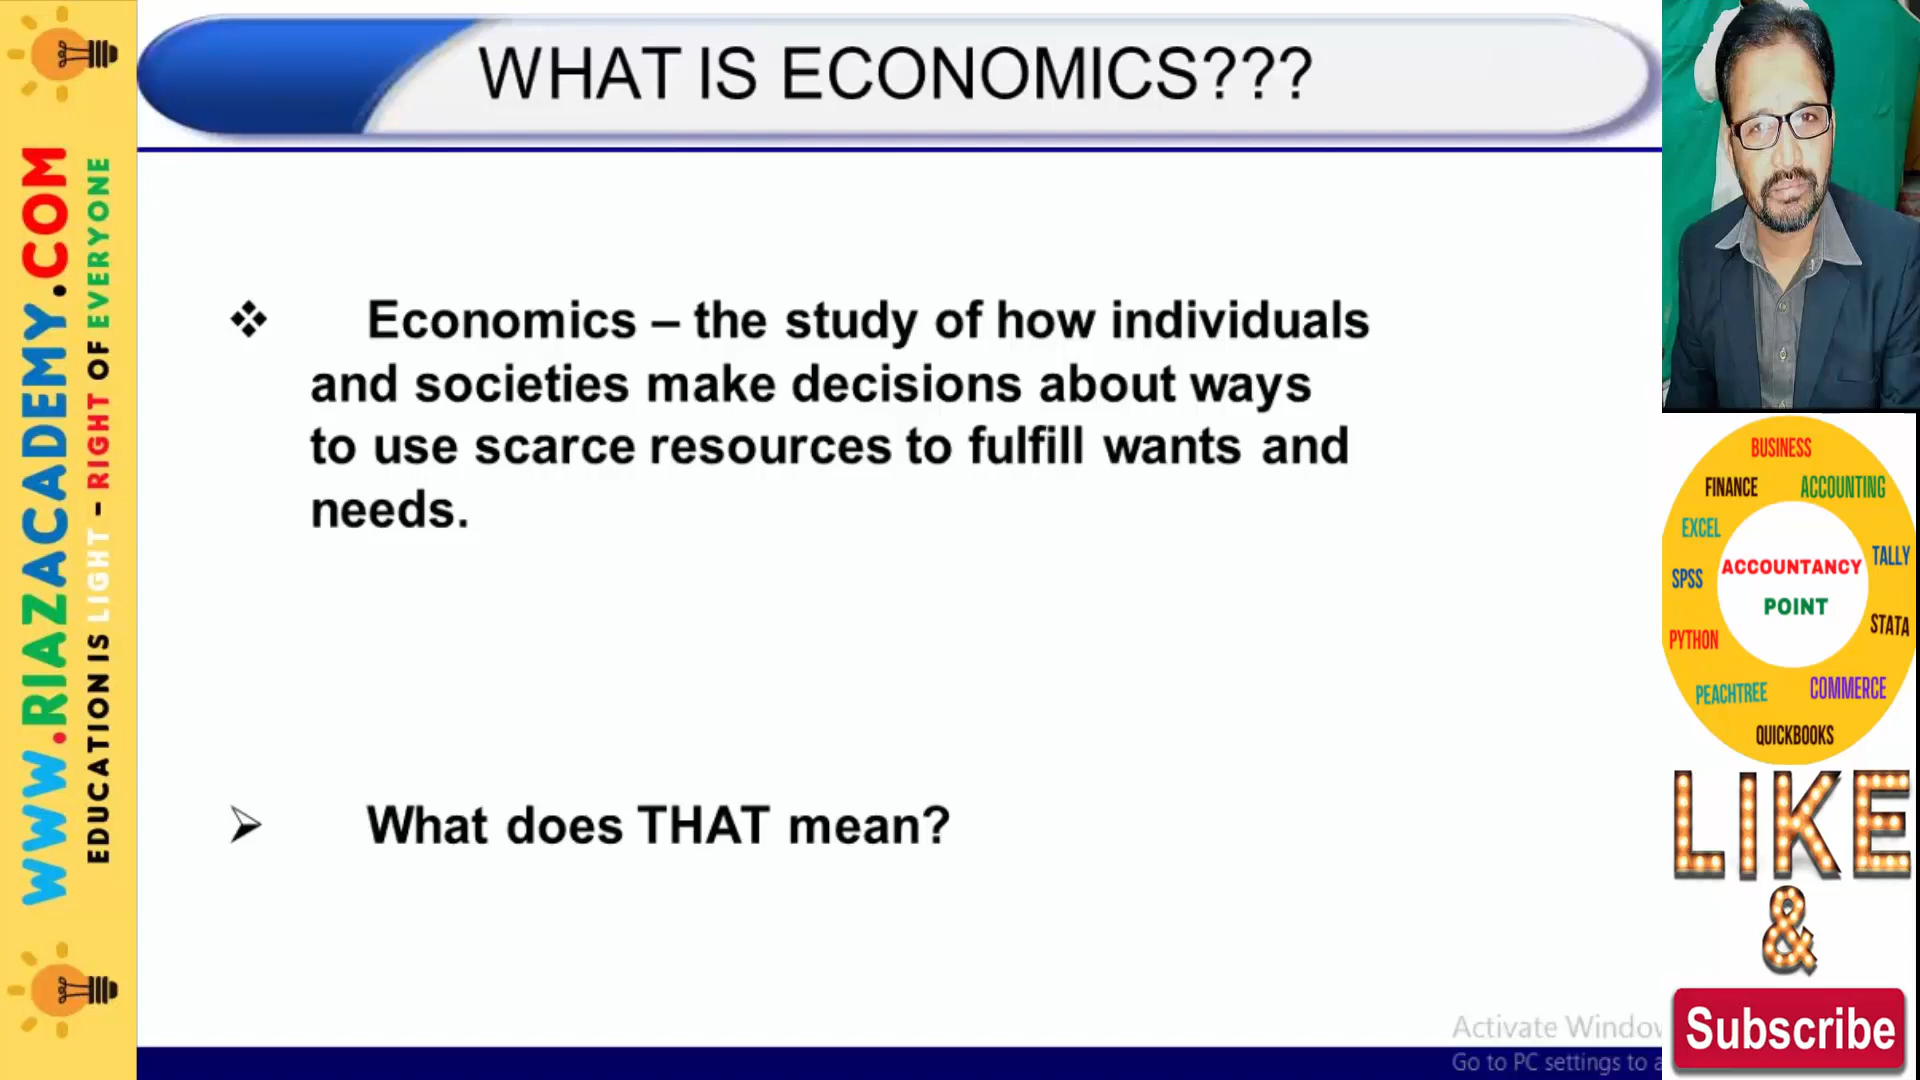 WHAT IS ECONOMICS???
❖ Economics – the study of how individuals
and societies make decisions about ways
to use scarce resources to fulfill wants and
needs.
➢ What does THAT mean?
WWW.RIAZACADEMY.COM
EDUCATION IS LIGHT – RIGHT OF EVERYONE
BUSINESS
FINANCE ACCOUNTING
EXCEL
TALLY
SPSS
ACCOUNTANCY
POINT
STATA
PYTHON
PEACHTREE COMMERCE
QUICKBOOKS
LIKE
&
Subscribe
Activate Windo
Go to PC settings to a